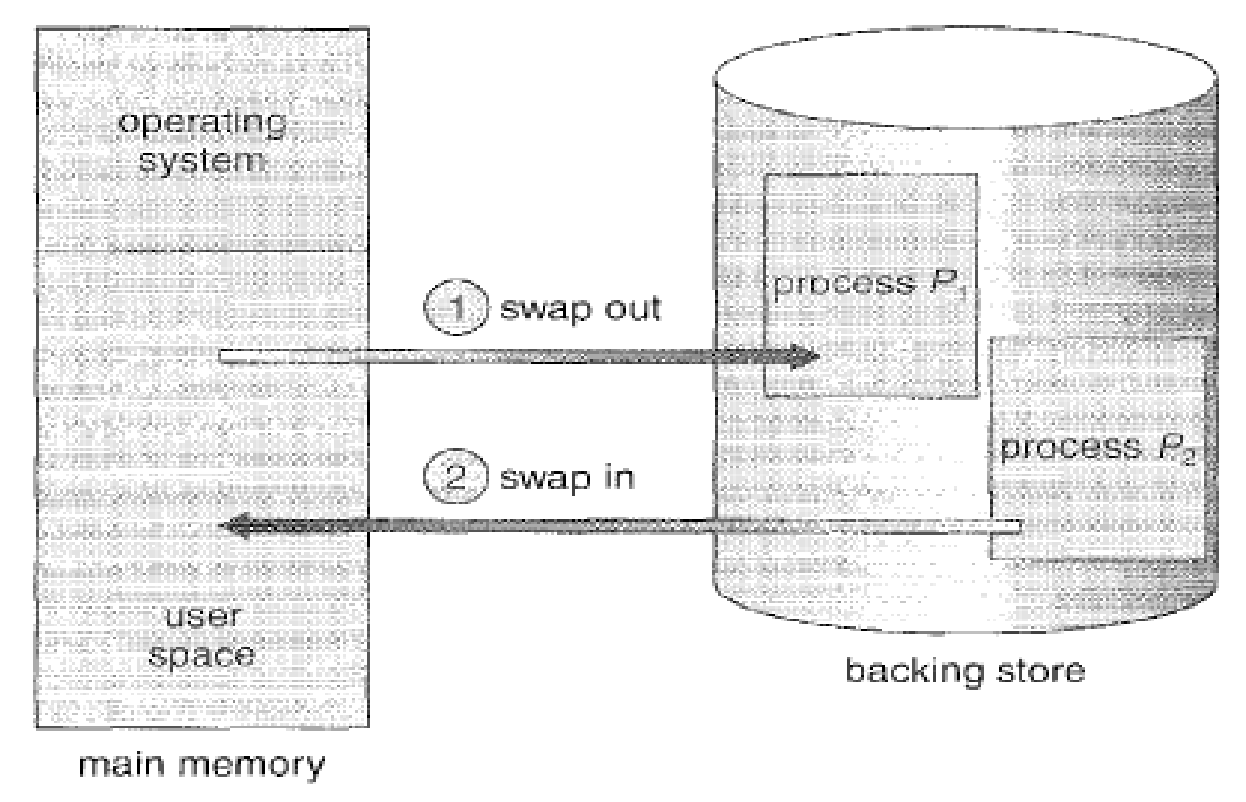 operating
system
process P₁
1 swap out
process P₂
2 swap in
user
space
backing store
main memory